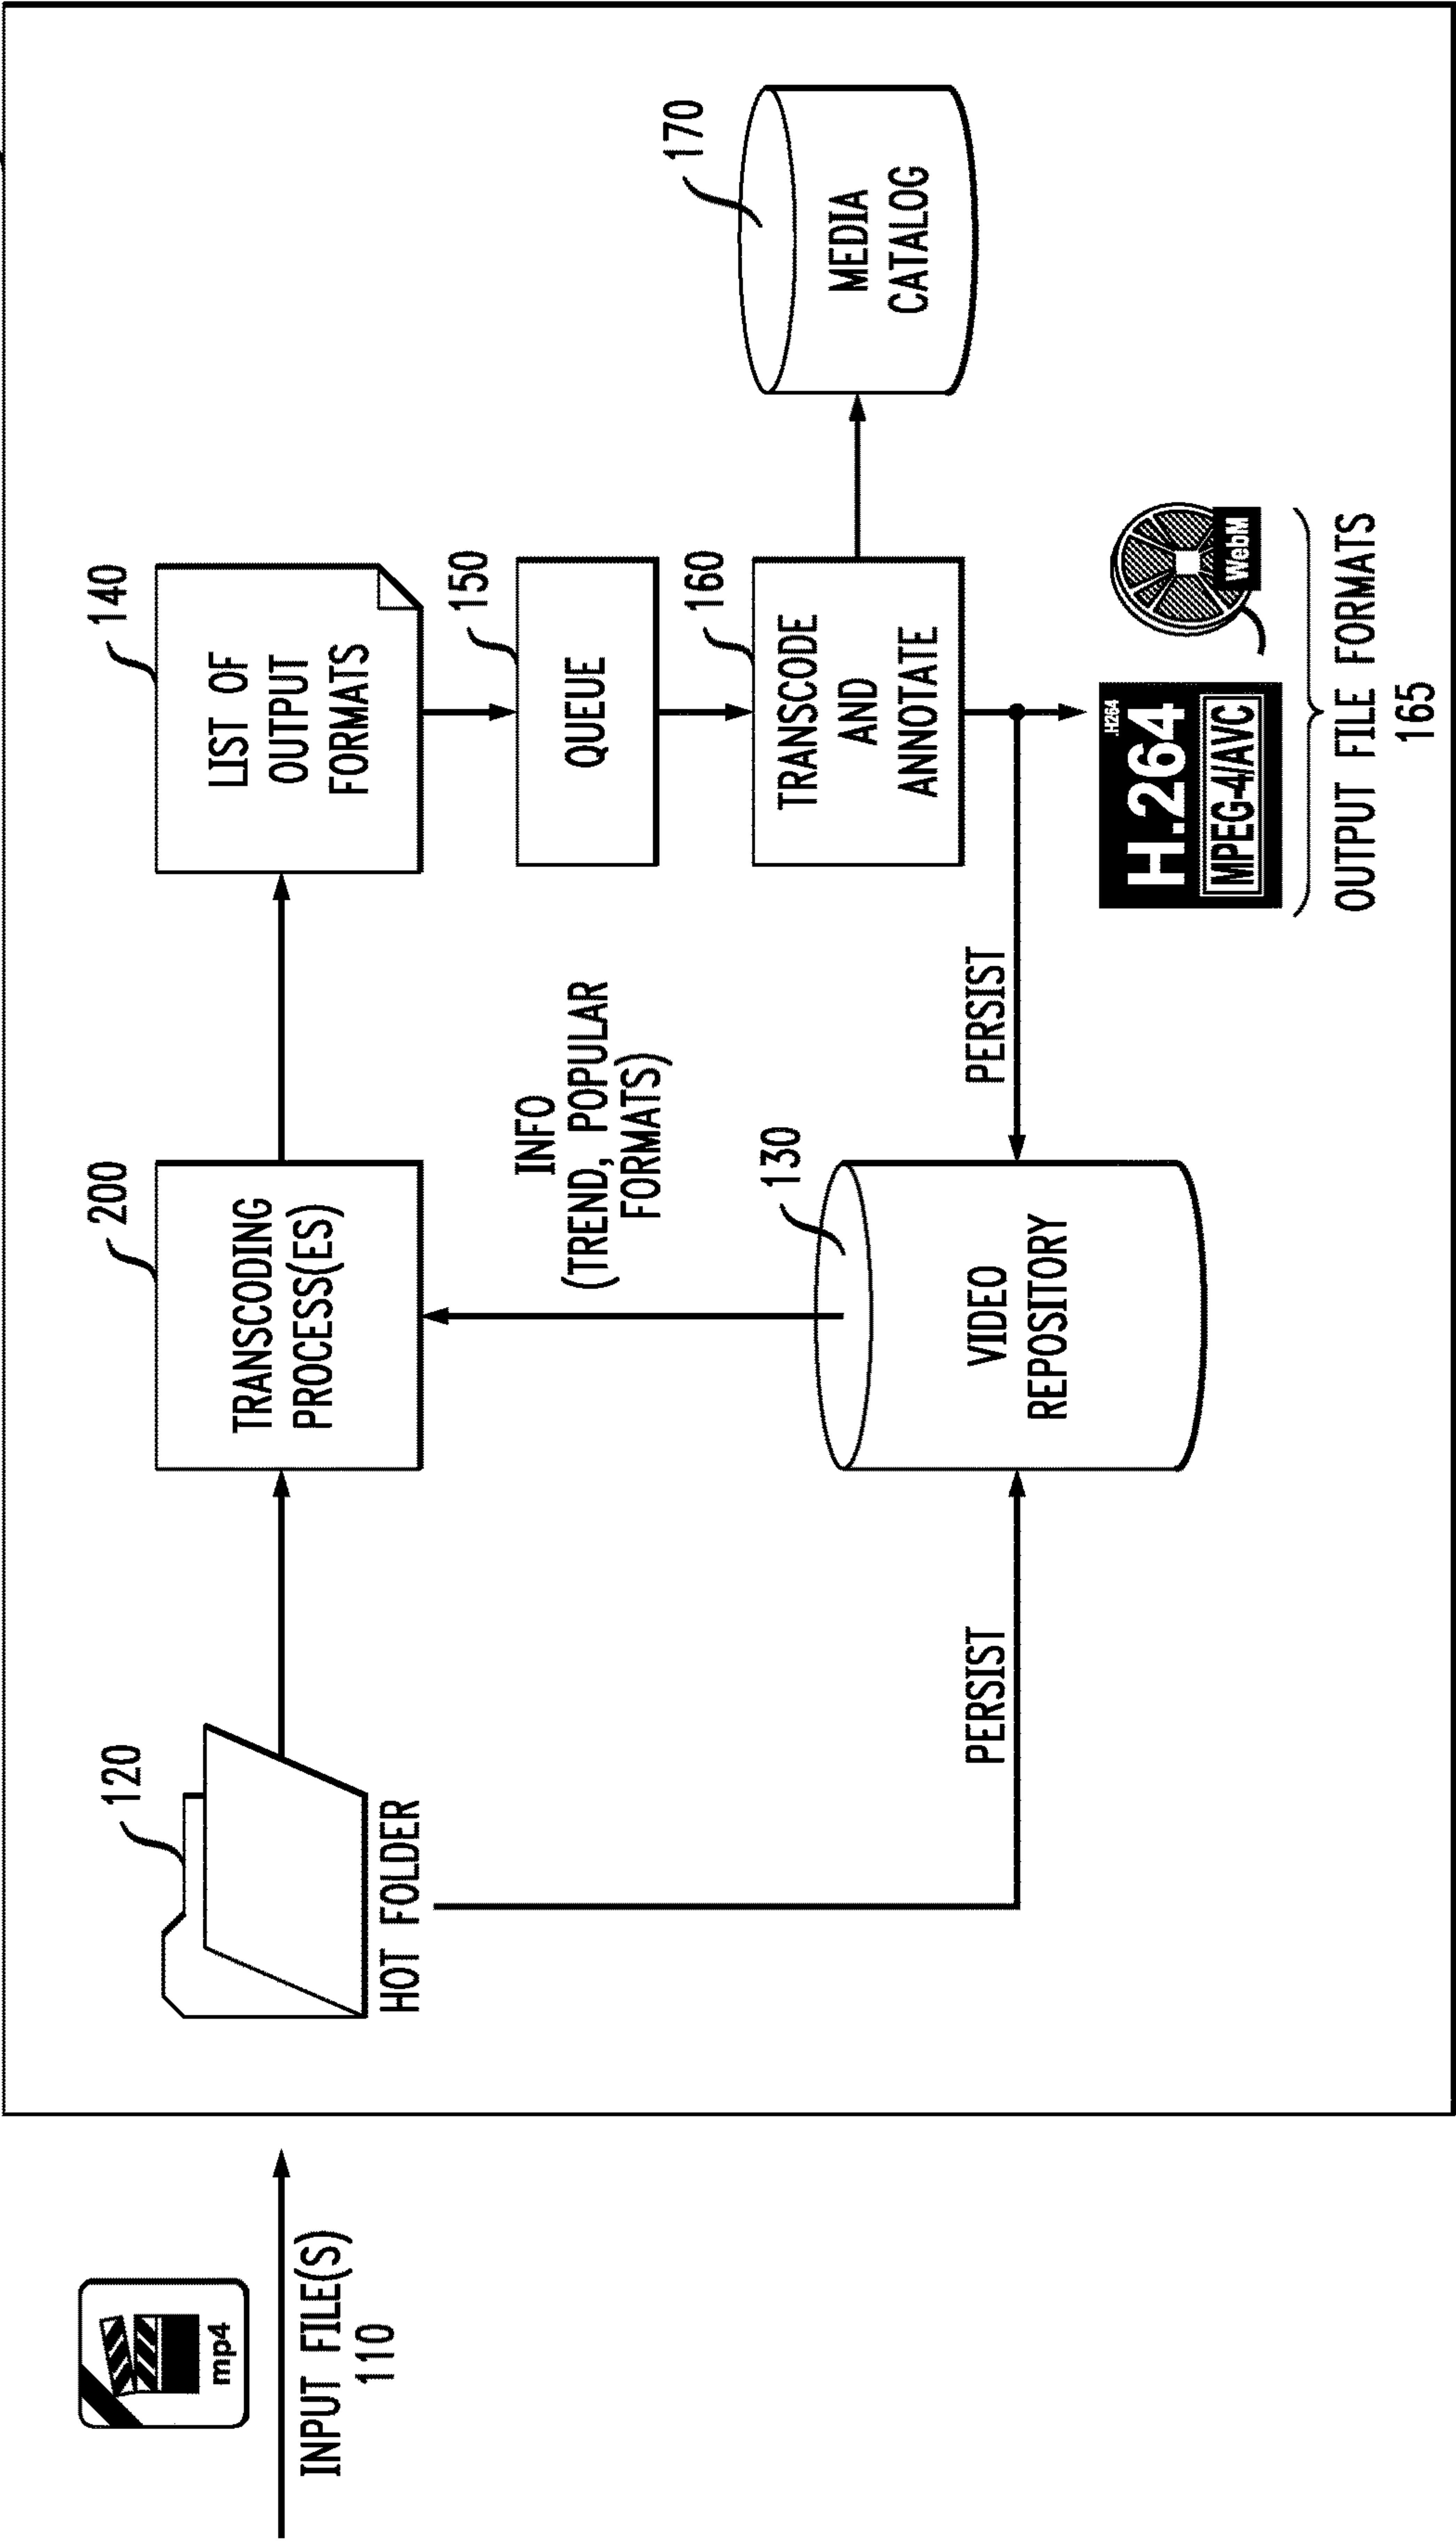 mp4
INPUT FILE(S)
110
120
HOT FOLDER
200
TRANSCODING
PROCESS(ES)
140
LIST OF
OUTPUT
FORMATS
INFO
(TREND, POPULAR
FORMATS)
150
QUEUE
130
VIDEO
REPOSITORY
PERSIST
PERSIST
160
TRANSCODE
AND
ANNOTATE
170
MEDIA
CATALOG
.H264
H.264
MPEG-4/AVC
WebM
OUTPUT FILE FORMATS
165